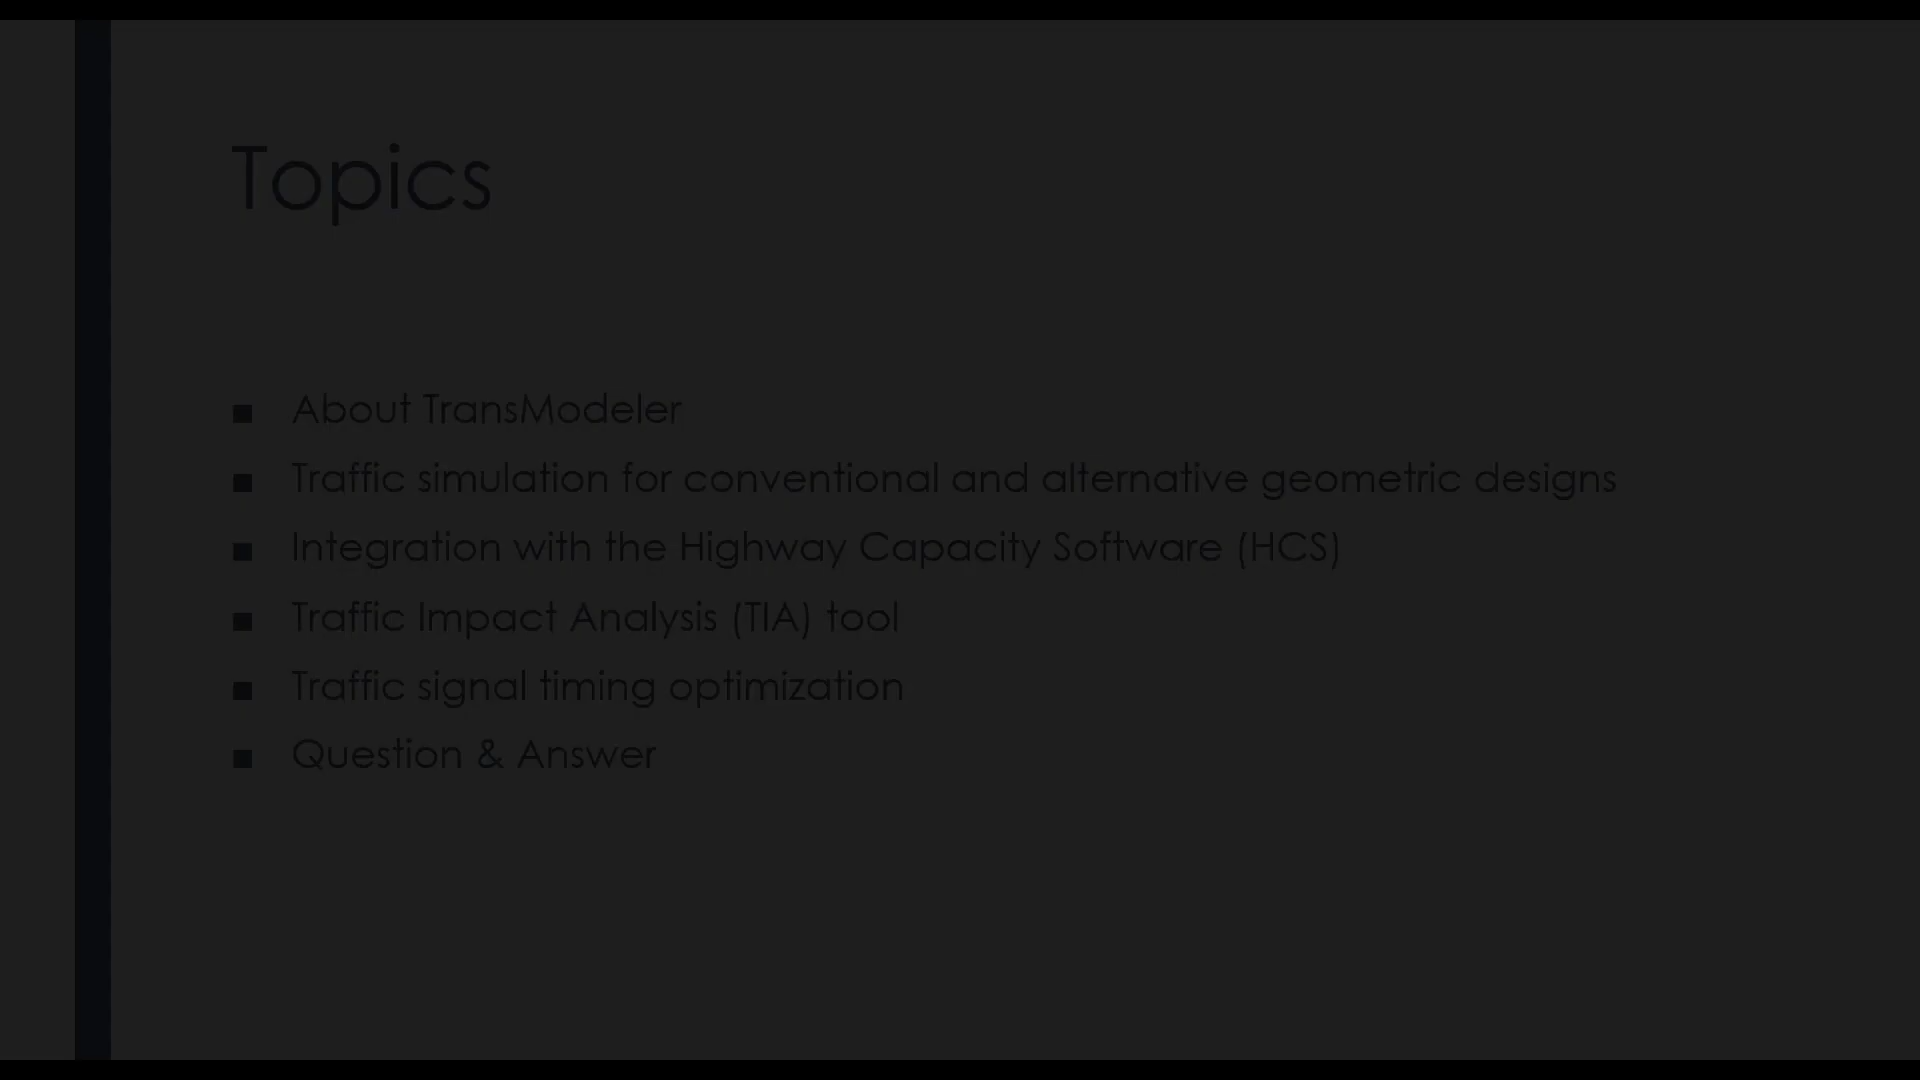 Topics
■ About TransModeler
■ Traffic simulation for conventional and alternative geometric designs
■ Integration with the Highway Capacity Software (HCS)
■ Traffic Impact Analysis (TIA) tool
■ Traffic signal timing optimization
■ Question & Answer